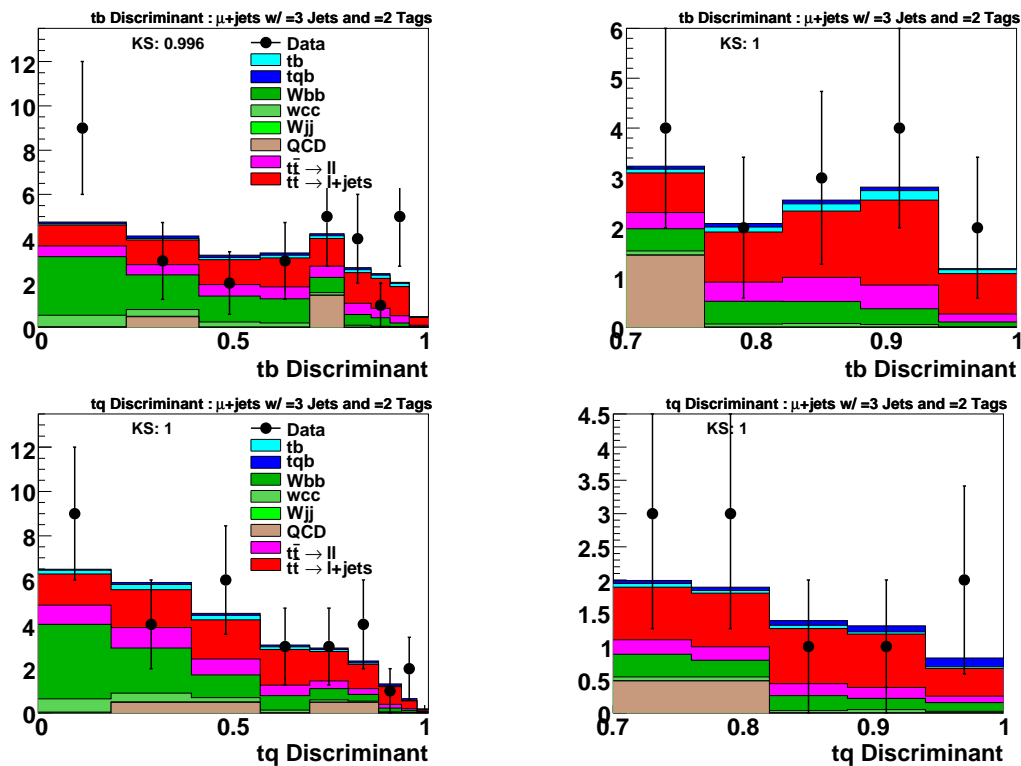 tb Discriminant : μ+jets w/ =3 Jets and =2 Tags
KS: 0.996
Data
tb
tqb
Wbb
wcc
Wjj
QCD
tt̄ → ll
tt̄ → l+jets
0 2 4 6 8 10 12
0 0.5 1
tb Discriminant
tb Discriminant : μ+jets w/ =3 Jets and =2 Tags
KS: 1
0 1 2 3 4 5 6
0.7 0.8 0.9 1
tb Discriminant
tq Discriminant : μ+jets w/ =3 Jets and =2 Tags
KS: 1
Data
tb
tqb
Wbb
wcc
Wjj
QCD
tt̄ → ll
tt̄ → l+jets
0 2 4 6 8 10 12
0 0.5 1
tq Discriminant
tq Discriminant : μ+jets w/ =3 Jets and =2 Tags
KS: 1
0 0.5 1 1.5 2 2.5 3 3.5 4 4.5
0.7 0.8 0.9 1
tq Discriminant